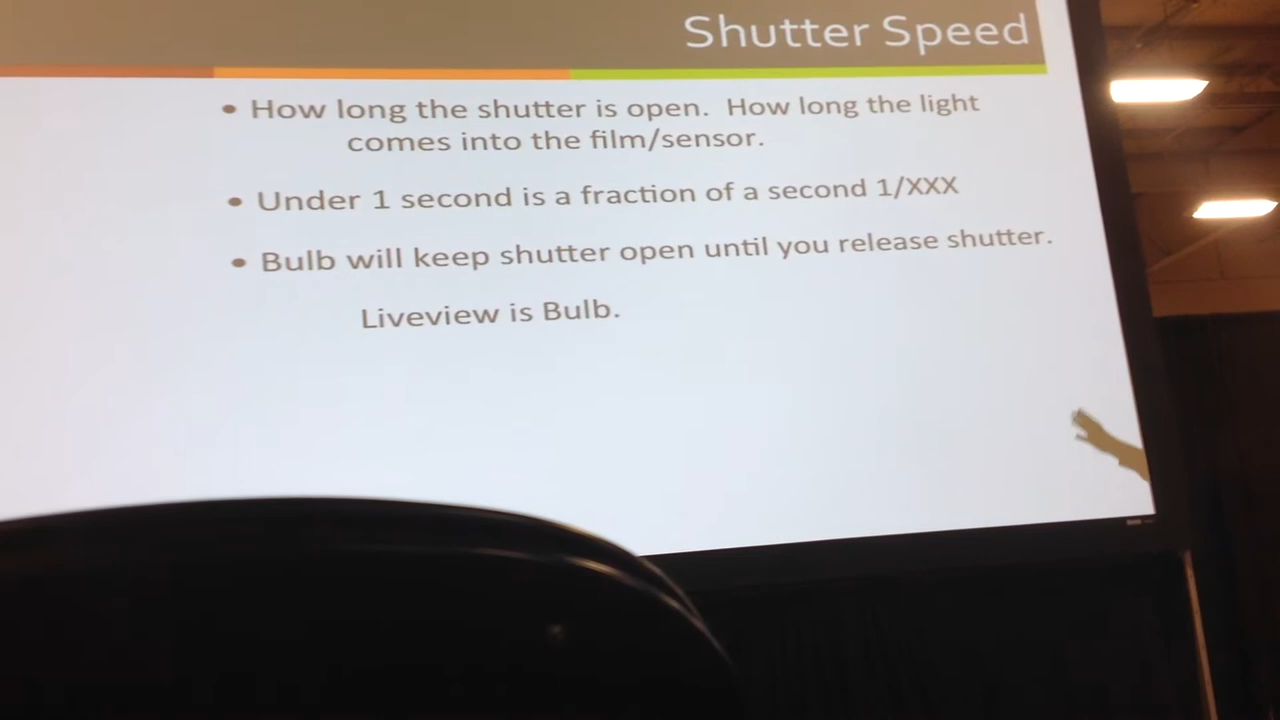 Shutter Speed
• How long the shutter is open. How long the light
comes into the film/sensor.
• Under 1 second is a fraction of a second 1/XXX
• Bulb will keep shutter open until you release shutter.
Liveview is Bulb.